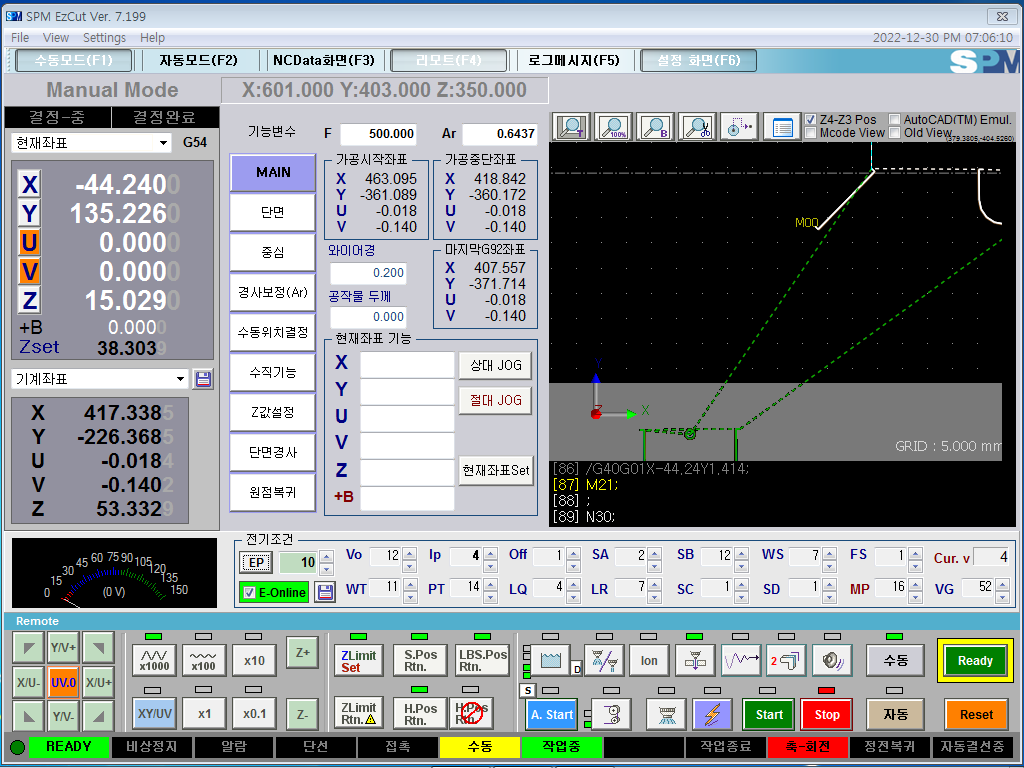 SPM EzCut Ver. 7.199
File View Settings Help
2022-12-30 PM 07:06:10
수동모드(F1) 자동모드(F2) NCData화면(F3) 리모트(F4) 로그메시지(F5) 설정 화면(F6) SPM
Manual Mode X:601.000 Y:403.000 Z:350.000
결정-중 결정완료
현재좌표 G54
X -44.2400
Y 135.2260
U 0.0000
V 0.0000
Z 15.0290
+B 0.0000
Zset 38.3039
기계좌표
X 417.3385
Y -226.3685
U -0.0184
V -0.1402
Z 53.3329
기능변수 F 500.000 Ar 0.6437
MAIN
단면
중심
경사보정(Ar)
수동위치결정
수직기능
Z값설정
단면경사
원점복귀
가공시작좌표
X 463.095
Y -361.089
U -0.018
V -0.140
가공중단좌표
X 418.842
Y -360.172
U -0.018
V -0.140
와이어경
0.200
공작물 두께
0.000
마지막G92좌표
X 407.557
Y -371.714
U -0.018
V -0.140
현재좌표 기능
X
Y
U
V
Z
+B
상대 JOG
절대 JOG
현재좌표Set
T 100% B
Z4-Z3 Pos AutoCAD(TM) Emul.
Mcode View Old View
(379.3805,-404.5260)
M00
Y
Z X
GRID : 5.000 mm
[86] /G40G01X-44.24Y1.414;
[87] M21;
[88] ;
[89] N30;
0 15 30 45 60 75 90 105 120 135 150
(0 V)
전기조건
EP 10 Vo 12 Ip 4 Off 1 SA 2 SB 12 WS 7 FS 1 Cur. v 4
E-Online WT 11 PT 14 LQ 4 LR 7 SC 1 SD 1 MP 16 VG 52
Remote
Y/V+
X/U- UV.0 X/U+
Y/V-
x1000 x100 x10 Z+
XY/UV x1 x0.1 Z-
ZLimit Set S.Pos Rtn. LBS.Pos Rtn.
ZLimit Rtn. H.Pos Rtn. H.Pos Rtn.
D Ion 2 수동 Ready
S A. Start Start Stop 자동 Reset
READY 비상정지 알람 단선 접촉 수동 작업중 작업종료 축-회전 정전복귀 자동결선중